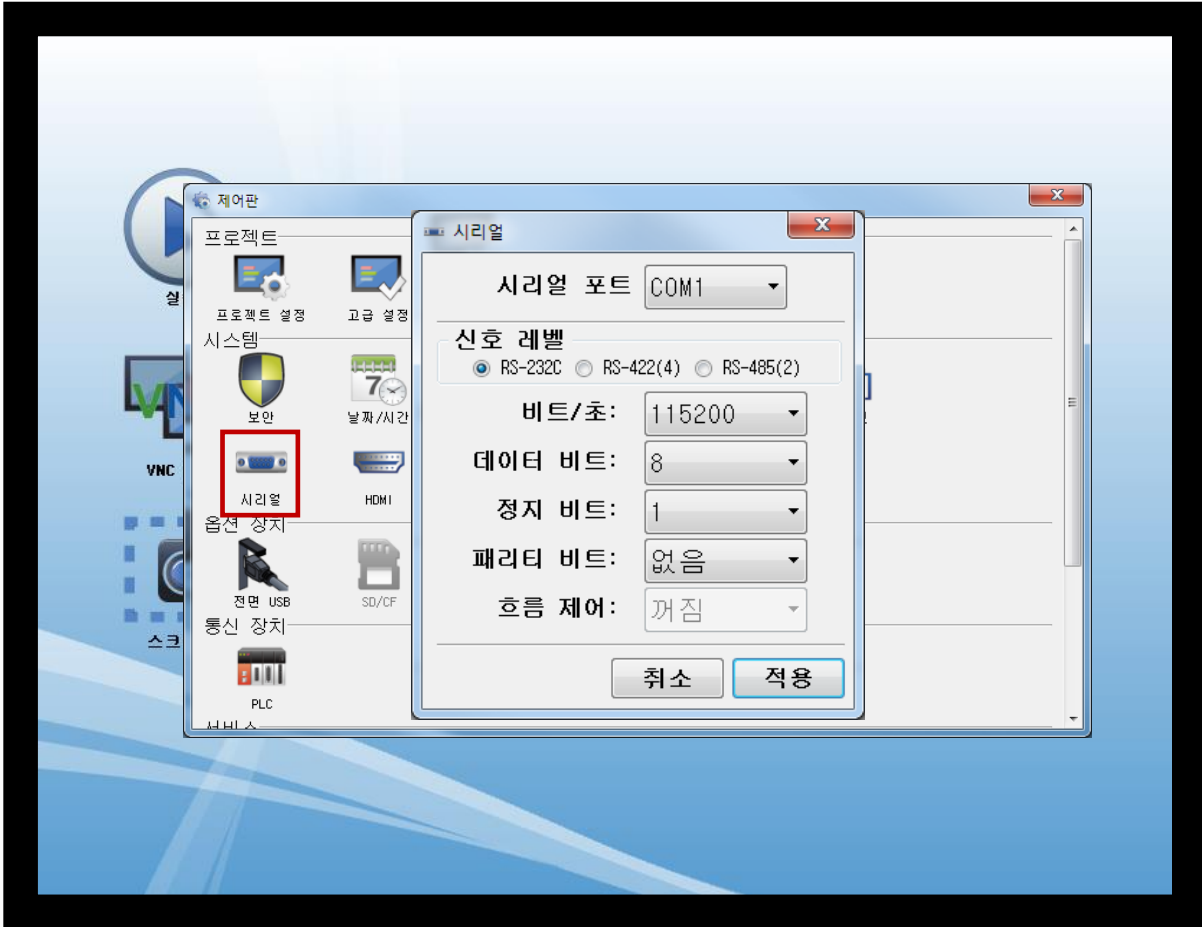 제어판
시리얼
프로젝트
시리얼 포트 COM1
프로젝트 설정
고급 설정
시스템
신호 레벨
RS-232C RS-422(4) RS-485(2)
보안
날짜/시간
비트/초: 115200
VNC
데이터 비트: 8
시리얼
HDMI
정지 비트: 1
옵션 장치
패리티 비트: 없음
전면 USB
SD/CF
흐름 제어: 꺼짐
통신 장치
취소 적용
PLC